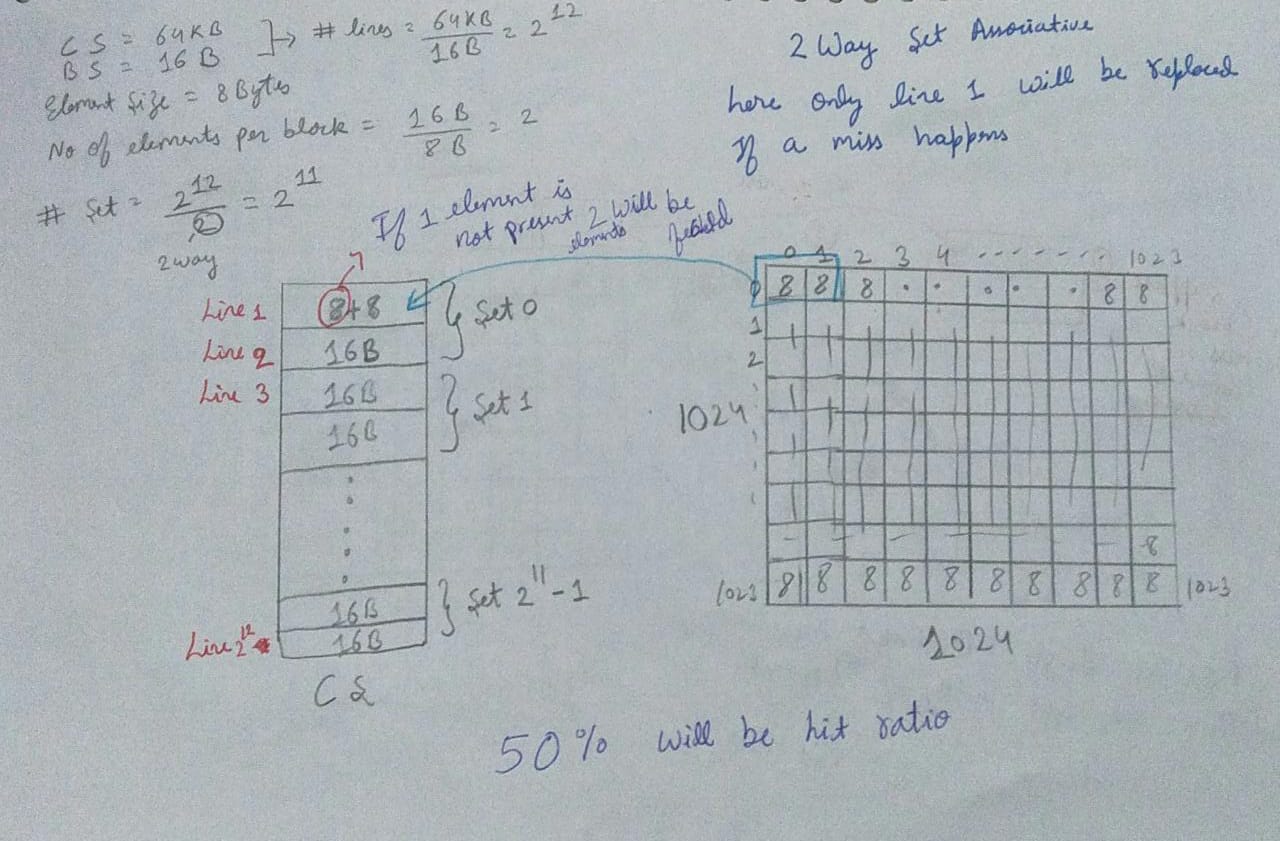 CS = 64KB
BS = 16B
# lines = 64KB / 16B = 2^12
Element Size = 8 Bytes
No of elements per block = 16B / 8B = 2
# Set = 2^12 / 2 = 2^11
2way
2 Way Set Associative
here only line 1 will be replaced
If a miss happens
If 1 element is
not present 2 elements will be fetched
Line 1 8+8 Set 0
Line 2 16B
Line 3 16B Set 1
16B
16B Set 2^11-1
Line 2^12 16B
CS
0 1 2 3 4 ------- 1023
0 8 8 8 . . . . . 8 8
1
2
1024
8
1023 8 8 8 8 8 8 8 8 8 8 1023
1024
50% will be hit ratio